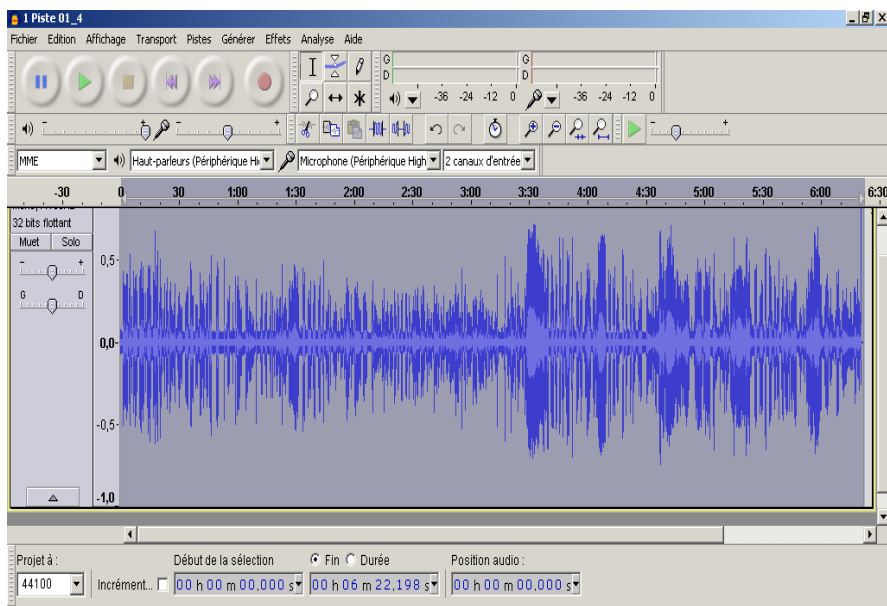 1 Piste 01_4
Fichier Edition Affichage Transport Pistes Générer Effets Analyse Aide
G G
D D
-36 -24 -12 0 -36 -24 -12 0
- + - + - +
MME Haut-parleurs (Périphérique Hi Microphone (Périphérique High 2 canaux d'entrée
-30 0 30 1:00 1:30 2:00 2:30 3:00 3:30 4:00 4:30 5:00 5:30 6:00 6:30
32 bits flottant
Muet Solo
- +
G D
0,5-
0,0-
-0,5-
-1,0
Projet à : Début de la sélection Fin Durée Position audio :
44100 Incrément... 00 h 00 m 00,000 s 00 h 06 m 22,198 s 00 h 00 m 00,000 s